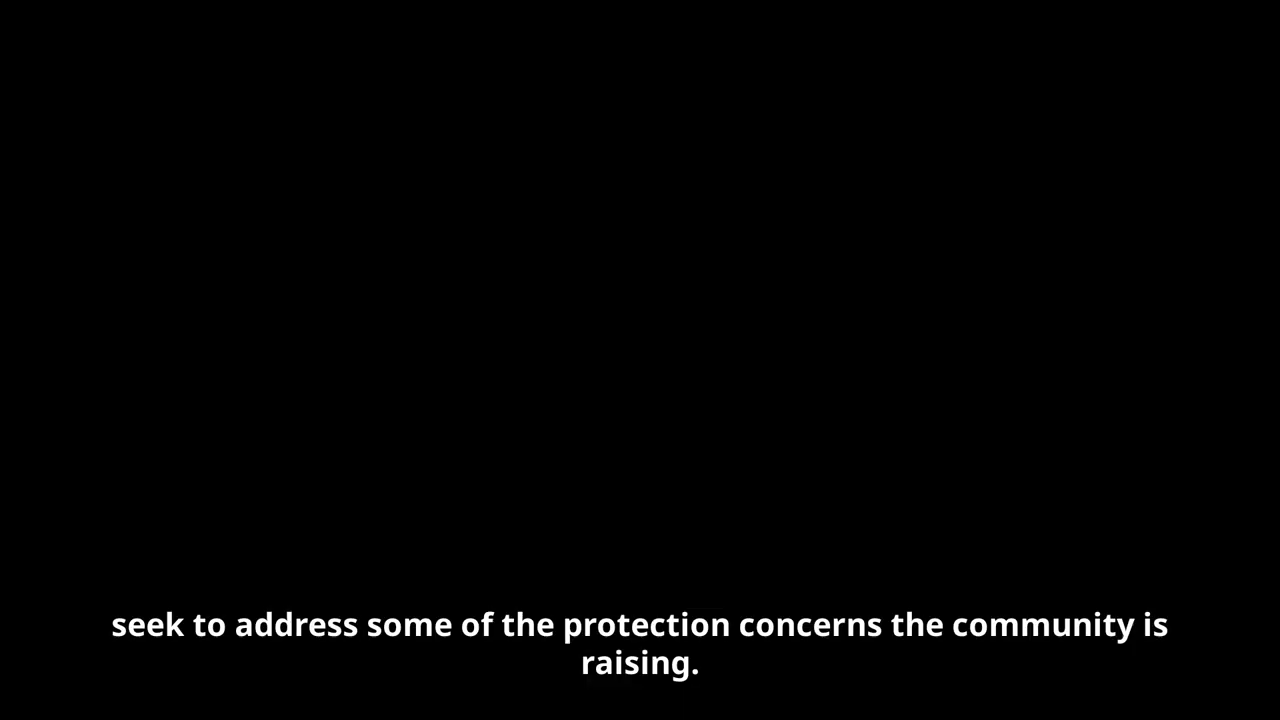 seek to address some of the protection concerns the community is
raising.